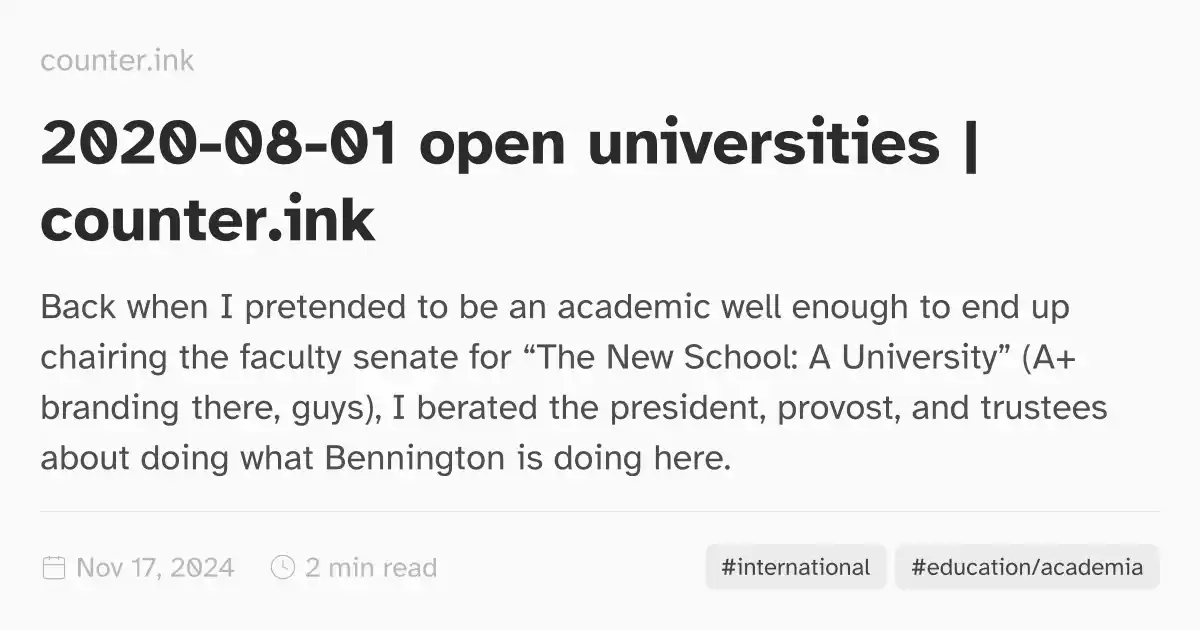 counter.ink
2020-08-01 open universities |
counter.ink
Back when I pretended to be an academic well enough to end up
chairing the faculty senate for “The New School: A University” (A+
branding there, guys), I berated the president, provost, and trustees
about doing what Bennington is doing here.
Nov 17, 2024 2 min read #international #education/academia